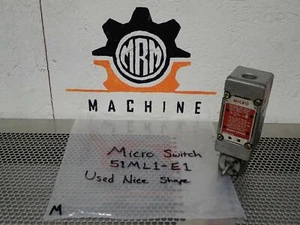 MRM
MACHINE
MICRO
Micro Switch
51ML1-E1
Used Nice Shape
M